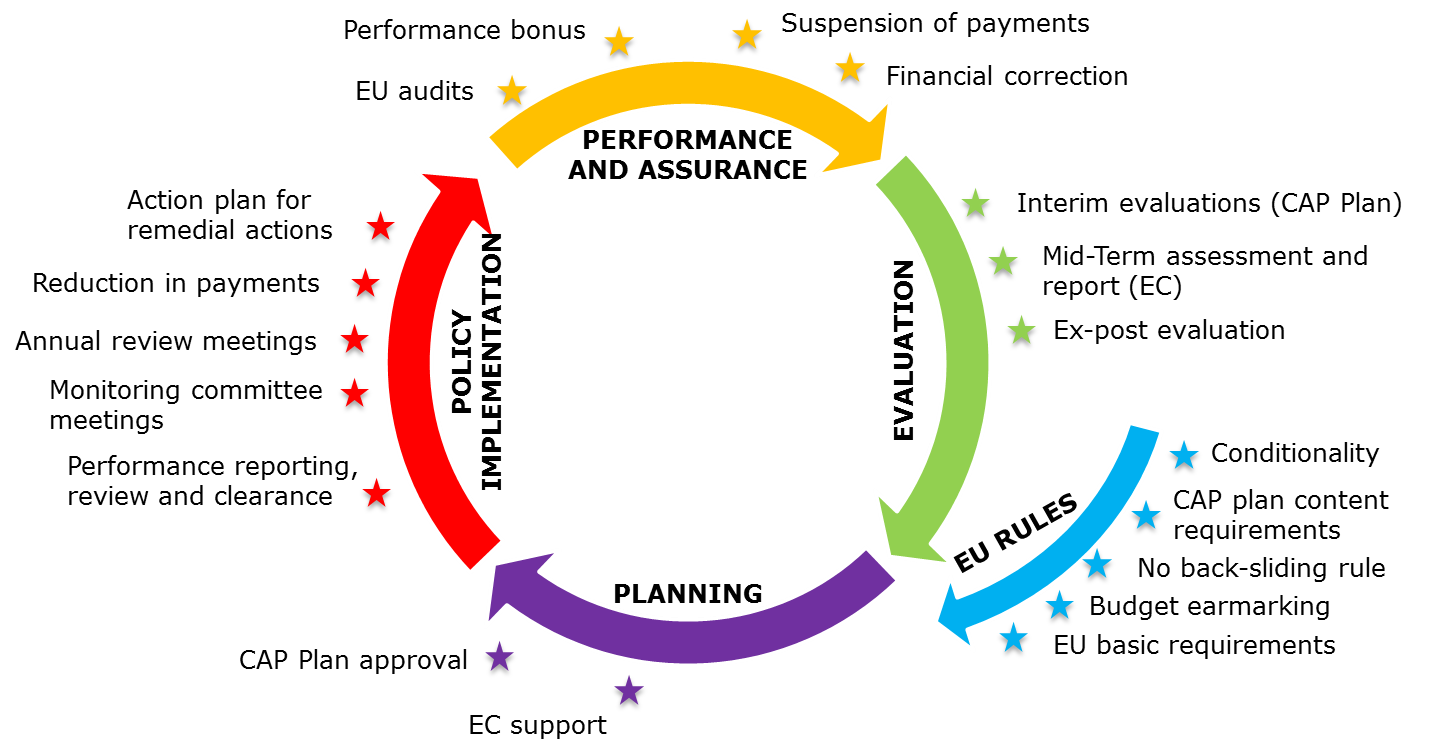 Performance bonus
Suspension of payments
EU audits
Financial correction
PERFORMANCE
AND ASSURANCE
Action plan for
remedial actions
Reduction in payments
Annual review meetings
Monitoring committee
meetings
Performance reporting,
review and clearance
POLICY
IMPLEMENTATION
Interim evaluations (CAP Plan)
Mid-Term assessment and
report (EC)
Ex-post evaluation
EVALUATION
Conditionality
CAP plan content
requirements
No back-sliding rule
Budget earmarking
EU basic requirements
EU RULES
PLANNING
CAP Plan approval
EC support